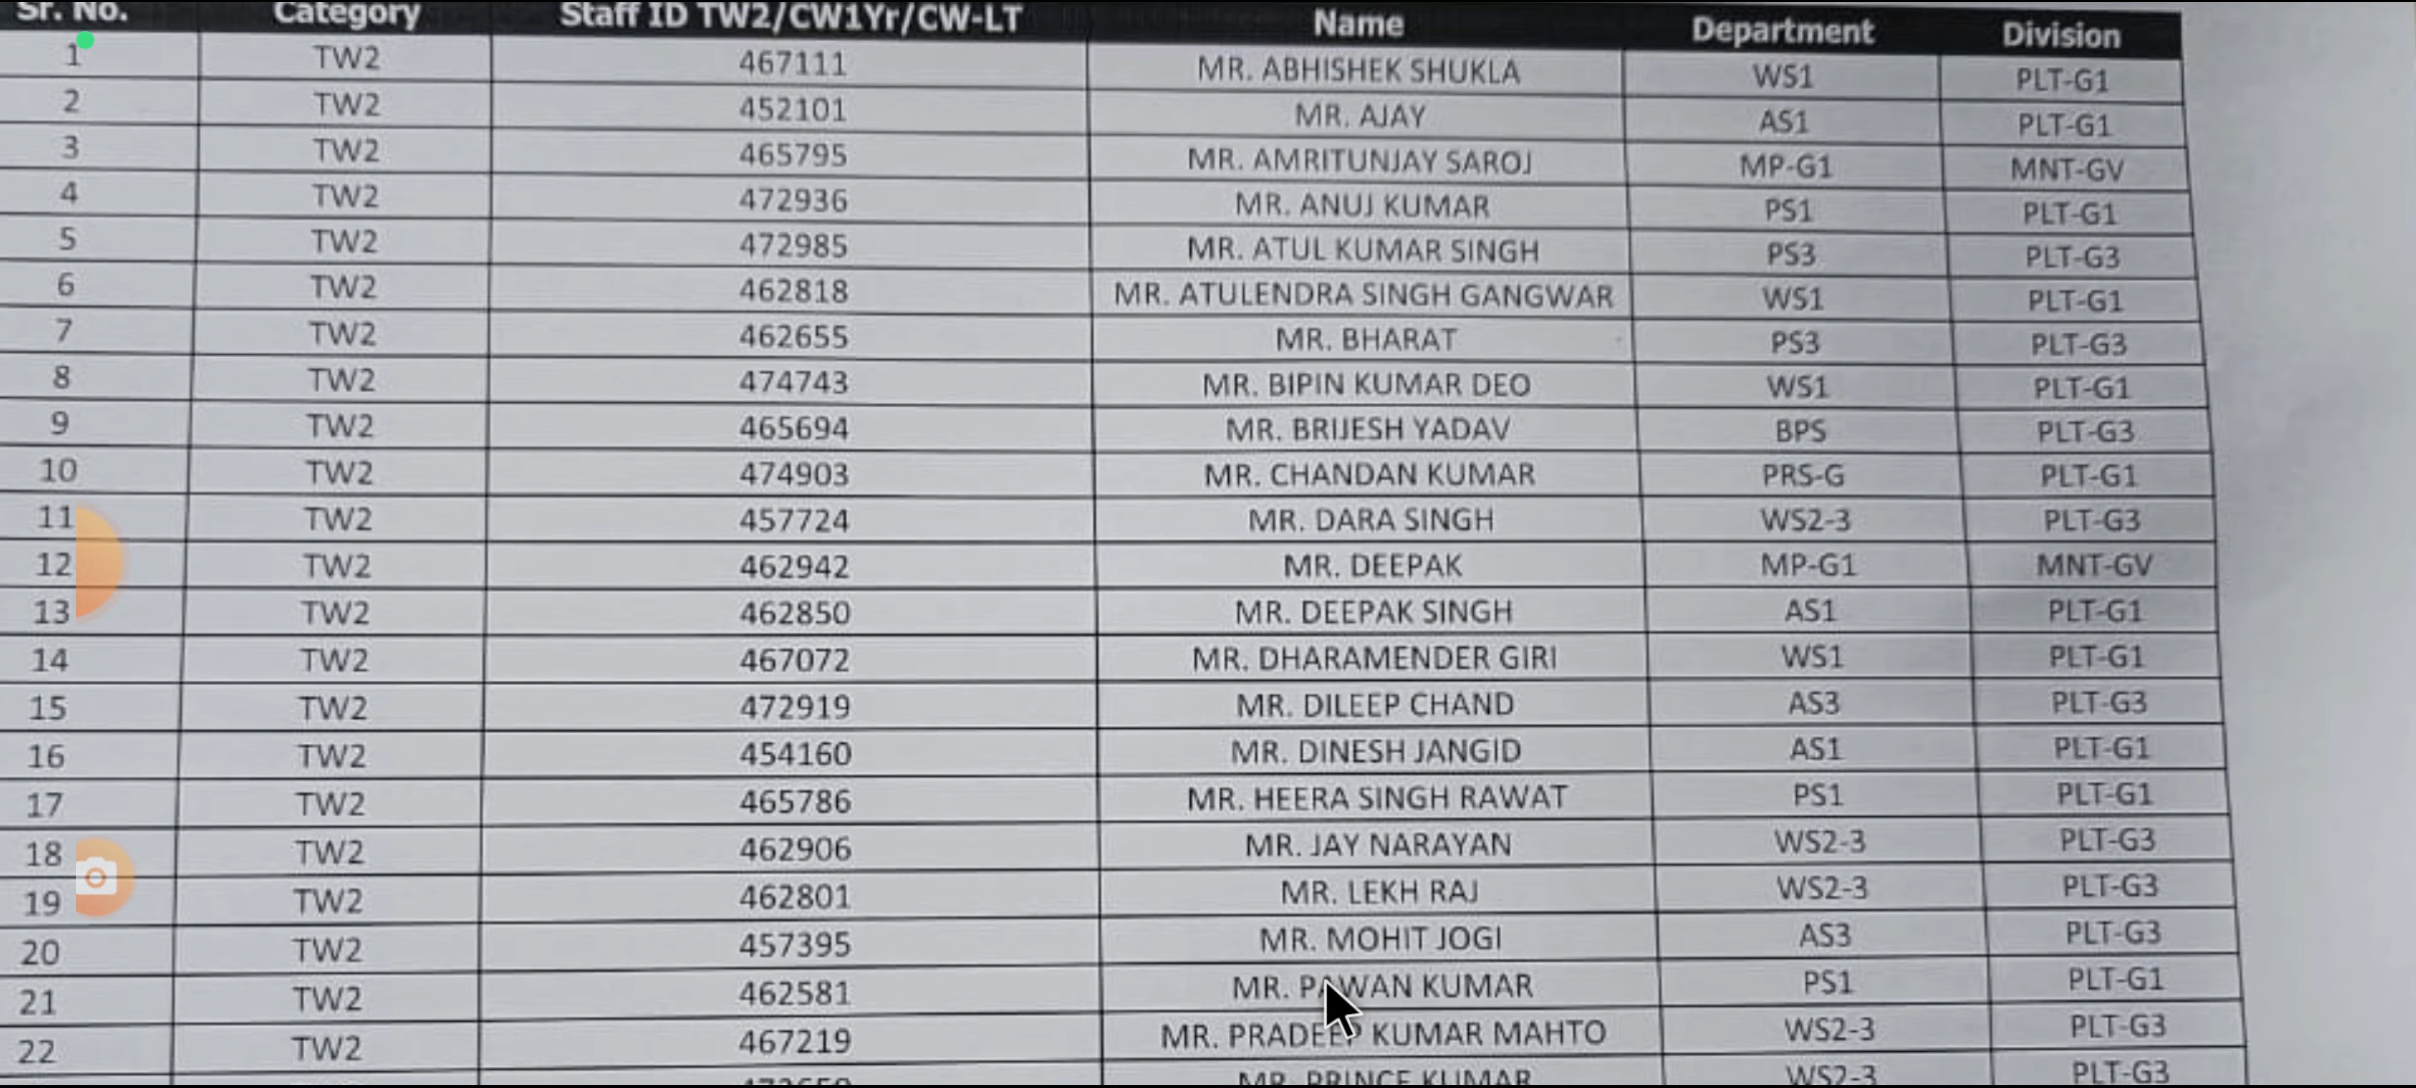 Sr. No. Category Staff ID TW2/CW1Yr/CW-LT Name Department Division
1 TW2 467111 MR. ABHISHEK SHUKLA WS1 PLT-G1
2 TW2 452101 MR. AJAY AS1 PLT-G1
3 TW2 465795 MR. AMRITUNJAY SAROJ MP-G1 MNT-GV
4 TW2 472936 MR. ANUJ KUMAR PS1 PLT-G1
5 TW2 472985 MR. ATUL KUMAR SINGH PS3 PLT-G3
6 TW2 462818 MR. ATULENDRA SINGH GANGWAR WS1 PLT-G1
7 TW2 462655 MR. BHARAT PS3 PLT-G3
8 TW2 474743 MR. BIPIN KUMAR DEO WS1 PLT-G1
9 TW2 465694 MR. BRIJESH YADAV BPS PLT-G3
10 TW2 474903 MR. CHANDAN KUMAR PRS-G PLT-G1
11 TW2 457724 MR. DARA SINGH WS2-3 PLT-G3
12 TW2 462942 MR. DEEPAK MP-G1 MNT-GV
13 TW2 462850 MR. DEEPAK SINGH AS1 PLT-G1
14 TW2 467072 MR. DHARAMENDER GIRI WS1 PLT-G1
15 TW2 472919 MR. DILEEP CHAND AS3 PLT-G3
16 TW2 454160 MR. DINESH JANGID AS1 PLT-G1
17 TW2 465786 MR. HEERA SINGH RAWAT PS1 PLT-G1
18 TW2 462906 MR. JAY NARAYAN WS2-3 PLT-G3
19 TW2 462801 MR. LEKH RAJ WS2-3 PLT-G3
20 TW2 457395 MR. MOHIT JOGI AS3 PLT-G3
21 TW2 462581 MR. PAWAN KUMAR PS1 PLT-G1
22 TW2 467219 MR. PRADEEP KUMAR MAHTO WS2-3 PLT-G3
MR. PRINCE KUMAR WS2-3 PLT-G3